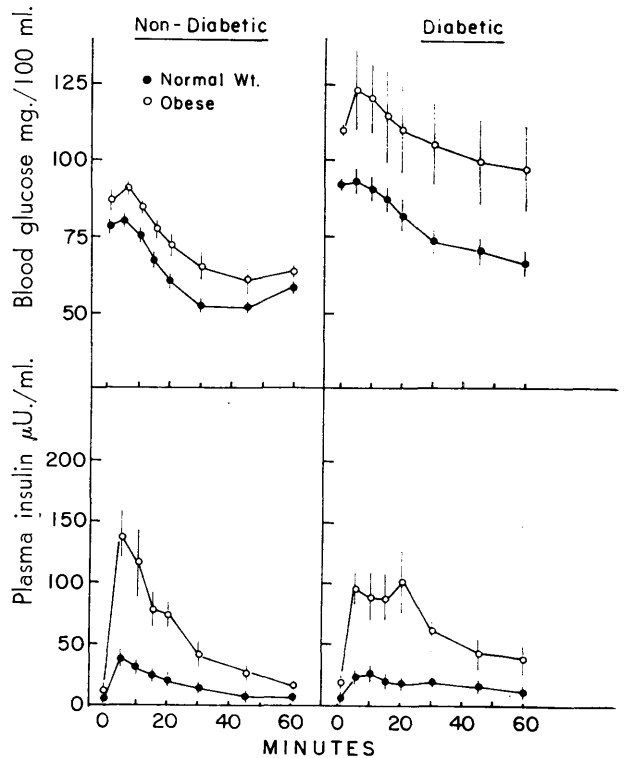 Non-Diabetic
Diabetic
Normal Wt.
Obese
Blood glucose mg./100 ml.
125
100
75
50
Plasma insulin μU./ml.
200
150
100
50
0
0 20 40 60
0 20 40 60
MINUTES